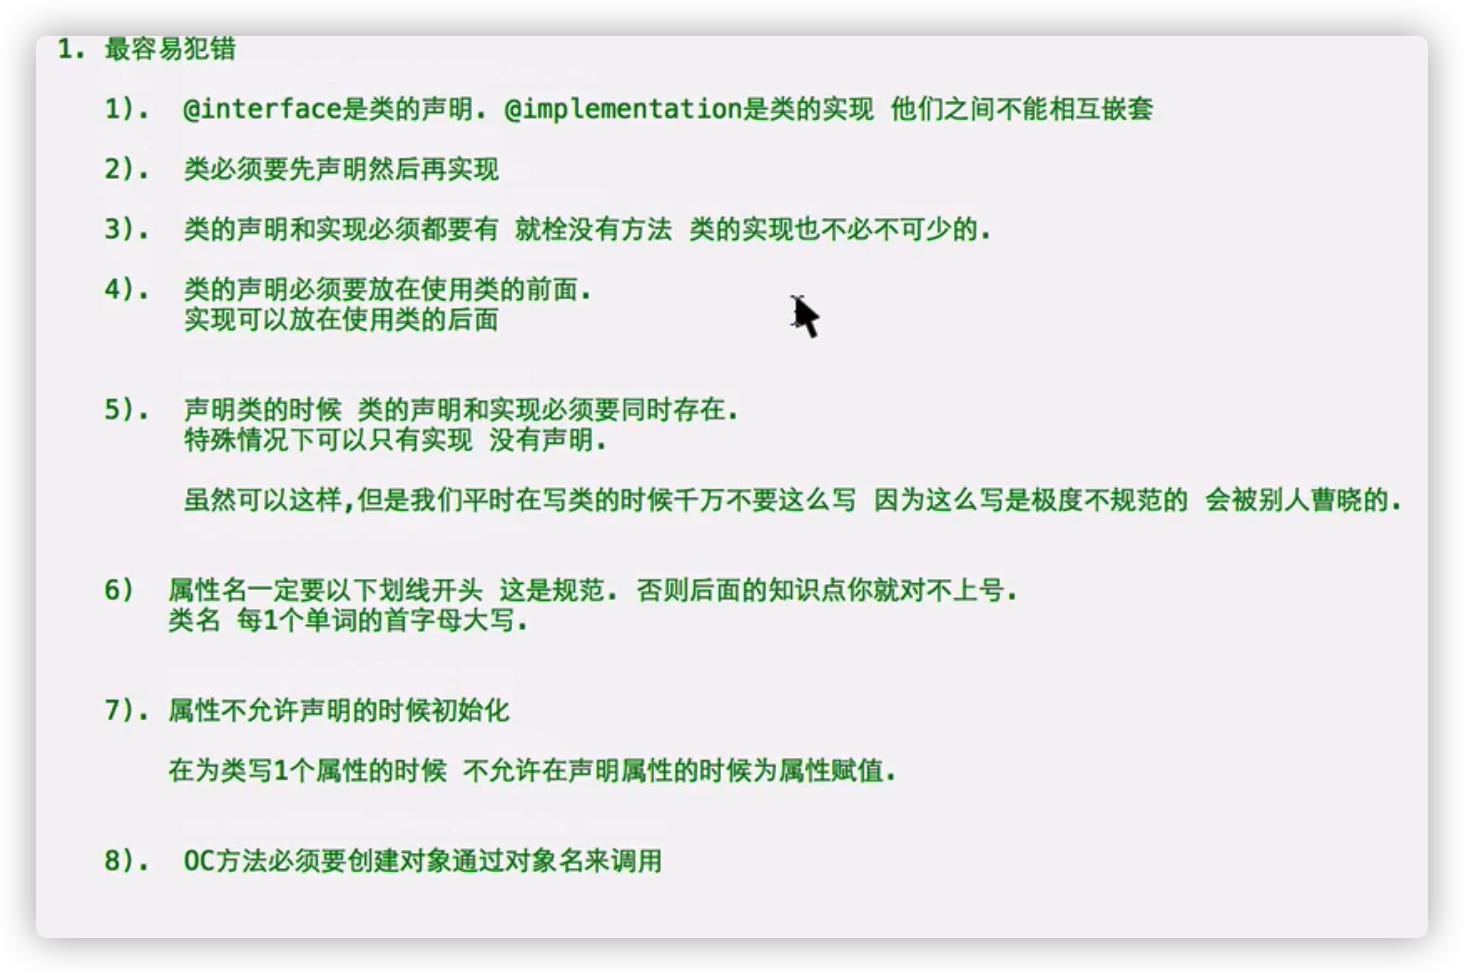 1. 最容易犯错
1). @interface是类的声明. @implementation是类的实现 他们之间不能相互嵌套
2). 类必须要先声明然后再实现
3). 类的声明和实现必须都要有 就栓没有方法 类的实现也不必不可少的.
4). 类的声明必须要放在使用类的前面.
实现可以放在使用类的后面
5). 声明类的时候 类的声明和实现必须要同时存在.
特殊情况下可以只有实现 没有声明.
虽然可以这样,但是我们平时在写类的时候千万不要这么写 因为这么写是极度不规范的 会被别人曹晓的.
6) 属性名一定要以下划线开头 这是规范. 否则后面的知识点你就对不上号.
类名 每1个单词的首字母大写.
7). 属性不允许声明的时候初始化
在为类写1个属性的时候 不允许在声明属性的时候为属性赋值.
8). OC方法必须要创建对象通过对象名来调用